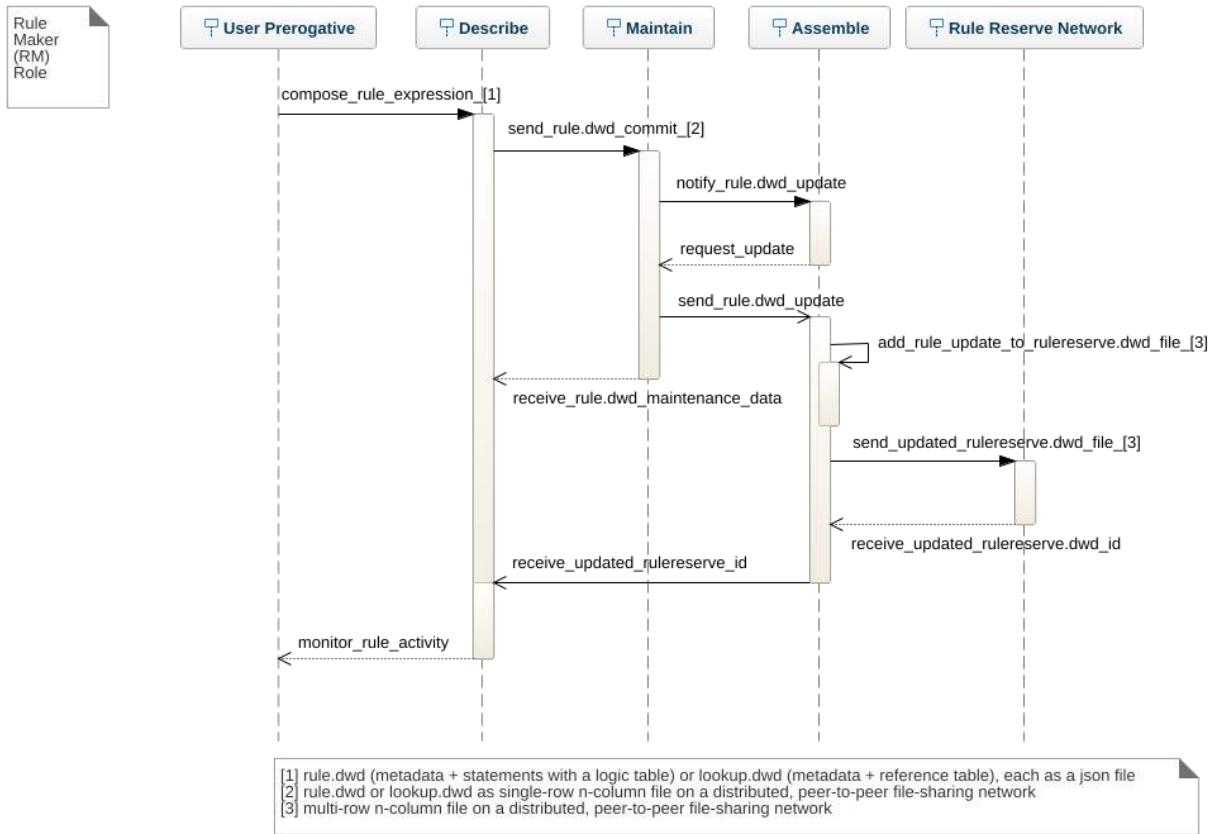 Rule
Maker
(RM)
Role
User Prerogative
Describe
Maintain
Assemble
Rule Reserve Network
compose_rule_expression_[1]
send_rule.dwd_commit_[2]
notify_rule.dwd_update
request_update
send_rule.dwd_update
add_rule_update_to_rulereserve.dwd_file_[3]
receive_rule.dwd_maintenance_data
send_updated_rulereserve.dwd_file_[3]
receive_updated_rulereserve.dwd_id
receive_updated_rulereserve_id
monitor_rule_activity
[1] rule.dwd (metadata + statements with a logic table) or lookup.dwd (metadata + reference table), each as a json file
[2] rule.dwd or lookup.dwd as single-row n-column file on a distributed, peer-to-peer file-sharing network
[3] multi-row n-column file on a distributed, peer-to-peer file-sharing network